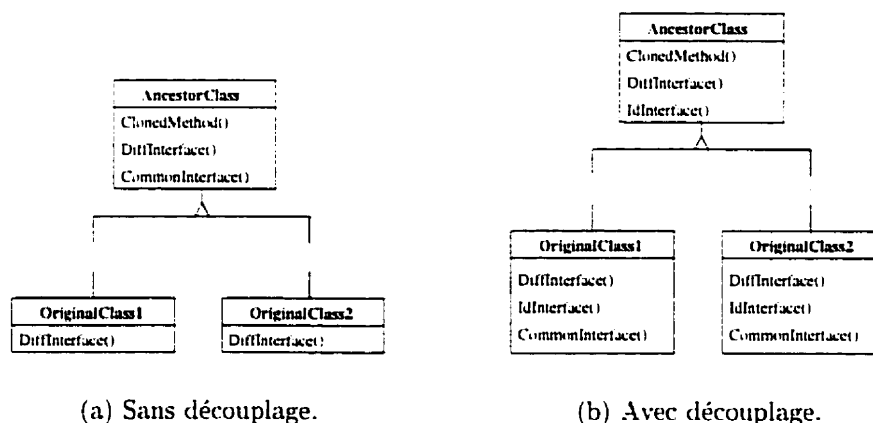 AncestorClass
ClonedMethod()
DiffInterface()
CommonInterface()
OriginalClass1
DiffInterface()
OriginalClass2
DiffInterface()
(a) Sans découplage.
AncestorClass
ClonedMethod()
DiffInterface()
IdInterface()
OriginalClass1
DiffInterface()
IdInterface()
CommonInterface()
OriginalClass2
DiffInterface()
IdInterface()
CommonInterface()
(b) Avec découplage.